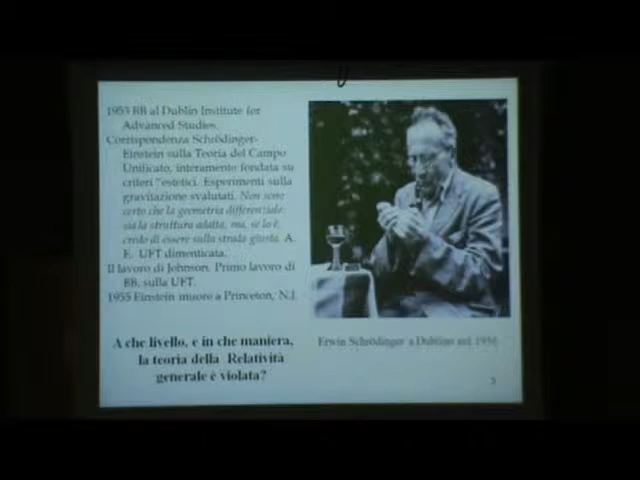 1953 BB al Dublin Institute for
Advanced Studies.
Corrispondenza Schrödinger-
Einstein sulla Teoria del Campo
Unificato, interamente fondata su
criteri "estetici. Esperimenti sulla
gravitazione svalutati. Non sono
certo che la geometria differenziale
sia la struttura adatta, ma, se lo è,
credo di essere sulla strada giusta. A.
E. UFT dimenticata.
Il lavoro di Johnson. Primo lavoro di
BB. sulla UFT.
1955 Einstein muore a Princeton, N.J.
A che livello, e in che maniera,
la teoria della Relatività
generale è violata?
Erwin Schrödinger a Dublino nel 1956
3